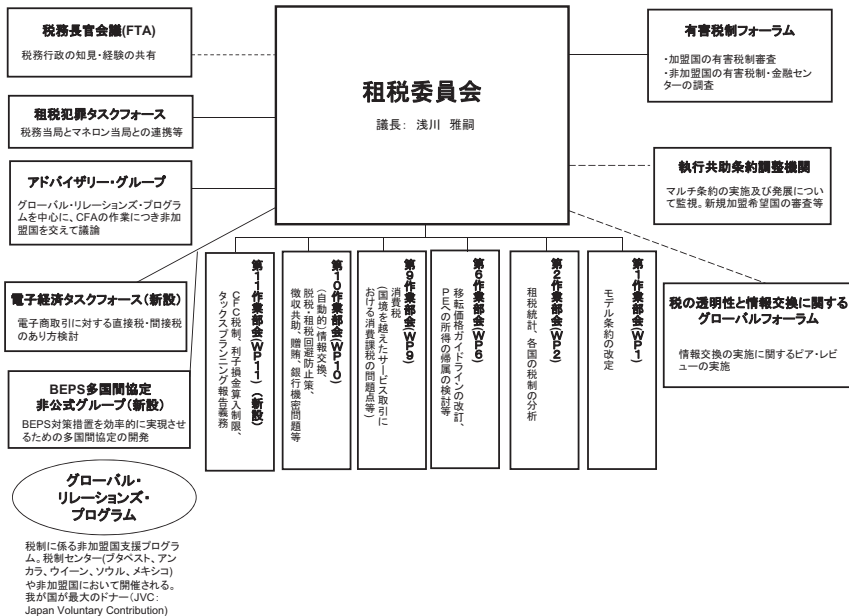 税務長官会議(FTA)
税務行政の知見・経験の共有
租税犯罪タスクフォース
税務当局とマネロン当局との連携等
アドバイザリー・グループ
グローバル・リレーションズ・プログラ
ムを中心に、CFAの作業につき非加
盟国を交えて議論
租税委員会
議長: 浅川 雅嗣
有害税制フォーラム
・加盟国の有害税制審査
・非加盟国の有害税制・金融セン
ターの調査
執行共助条約調整機関
マルチ条約の実施及び発展につい
て監視。新規加盟希望国の審査等
電子経済タスクフォース(新設)
電子商取引に対する直接税・間接税
のあり方検討
BEPS多国間協定
非公式グループ(新設)
BEPS対策措置を効率的に実現させ
るための多国間協定の開発
第11作業部会(WP11)(新設)
CFC税制、利子損金算入制限、
タックスプランニング報告義務
第10作業部会(WP10)
(自動的)情報交換、
脱税・租税回避防止策、
徴収共助、贈賄、銀行機密問題等
第9作業部会(WP9)
消費税
(国境を越えたサービス取引に
おける消費課税の問題点等)
第6作業部会(WP6)
移転価格ガイドラインの改訂、
PEへの所得の帰属の検討等
第2作業部会(WP2)
租税統計、各国の税制の分析
第1作業部会(WP1)
モデル条約の改定
税の透明性と情報交換に関する
グローバルフォーラム
情報交換の実施に関するピア・レビ
ューの実施
グローバル・
リレーションズ・
プログラム
税制に係る非加盟国支援プログラ
ム。税制センター(ブタペスト、アン
カラ、ウイーン、ソウル、メキシコ)
や非加盟国において開催される。
我が国が最大のドナー(JVC:
Japan Voluntary Contribution)